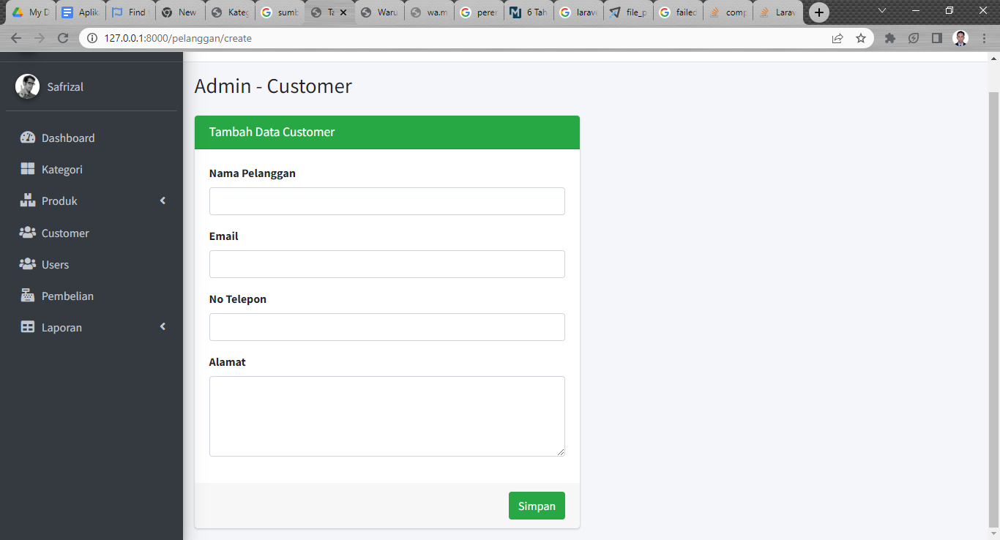 My D
Aplik
Find
New
Kateg
sumb
Ta
Waru
wa.m
perer
6 Tah
larav
file_p
failed
comp
Larav
127.0.0.1:8000/pelanggan/create
Safrizal
Dashboard
Kategori
Produk
Customer
Users
Pembelian
Laporan
Admin - Customer
Tambah Data Customer
Nama Pelanggan
Email
No Telepon
Alamat
Simpan